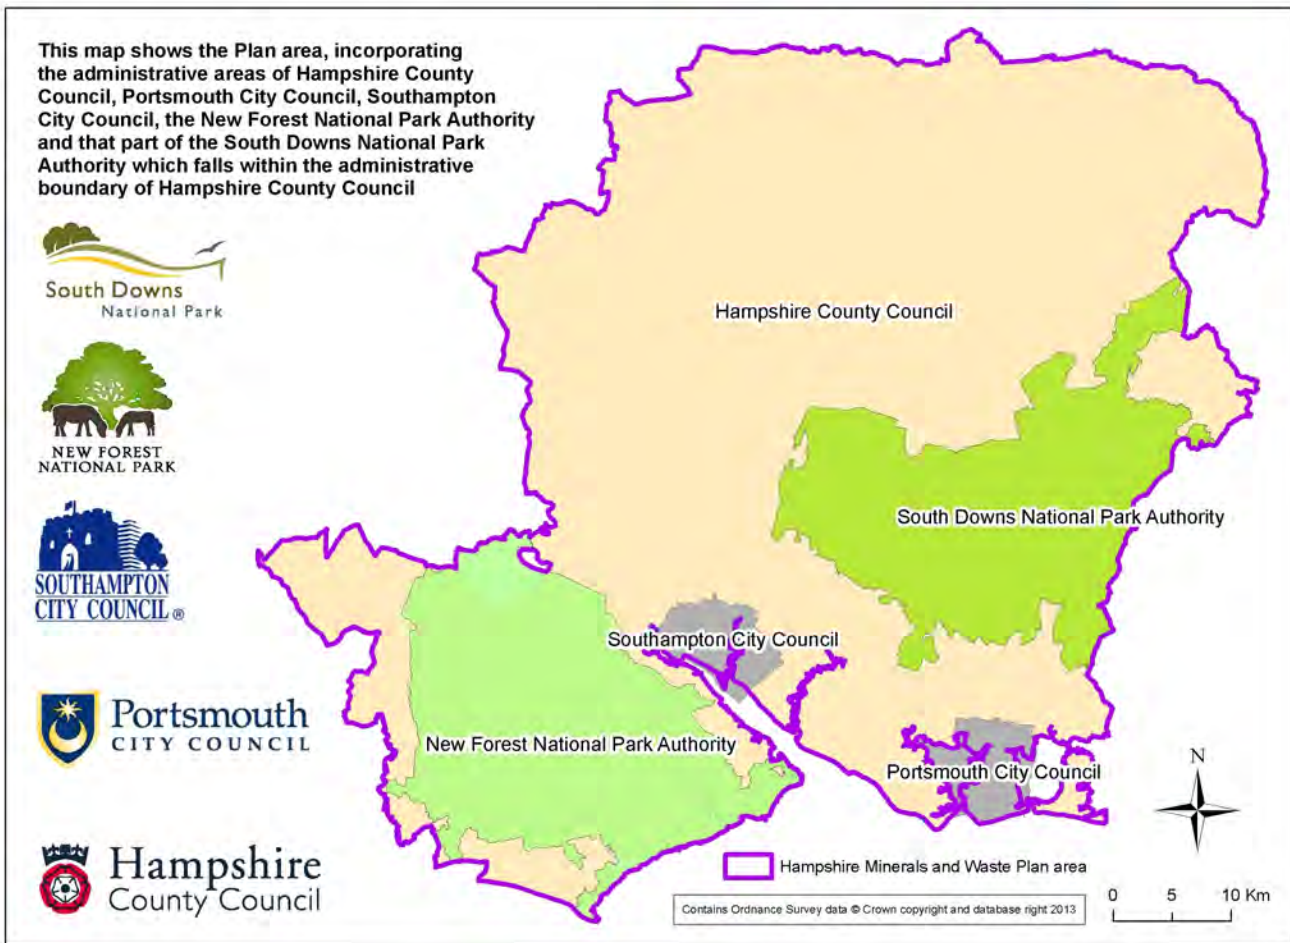 This map shows the Plan area, incorporating
the administrative areas of Hampshire County
Council, Portsmouth City Council, Southampton
City Council, the New Forest National Park Authority
and that part of the South Downs National Park
Authority which falls within the administrative
boundary of Hampshire County Council
South Downs
National Park
NEW FOREST
NATIONAL PARK
SOUTHAMPTON
CITY COUNCIL ®
Portsmouth
CITY COUNCIL
Hampshire
County Council
Hampshire County Council
South Downs National Park Authority
Southampton City Council
New Forest National Park Authority
Portsmouth City Council
N
Hampshire Minerals and Waste Plan area
Contains Ordnance Survey data © Crown copyright and database right 2013
0 5 10 Km